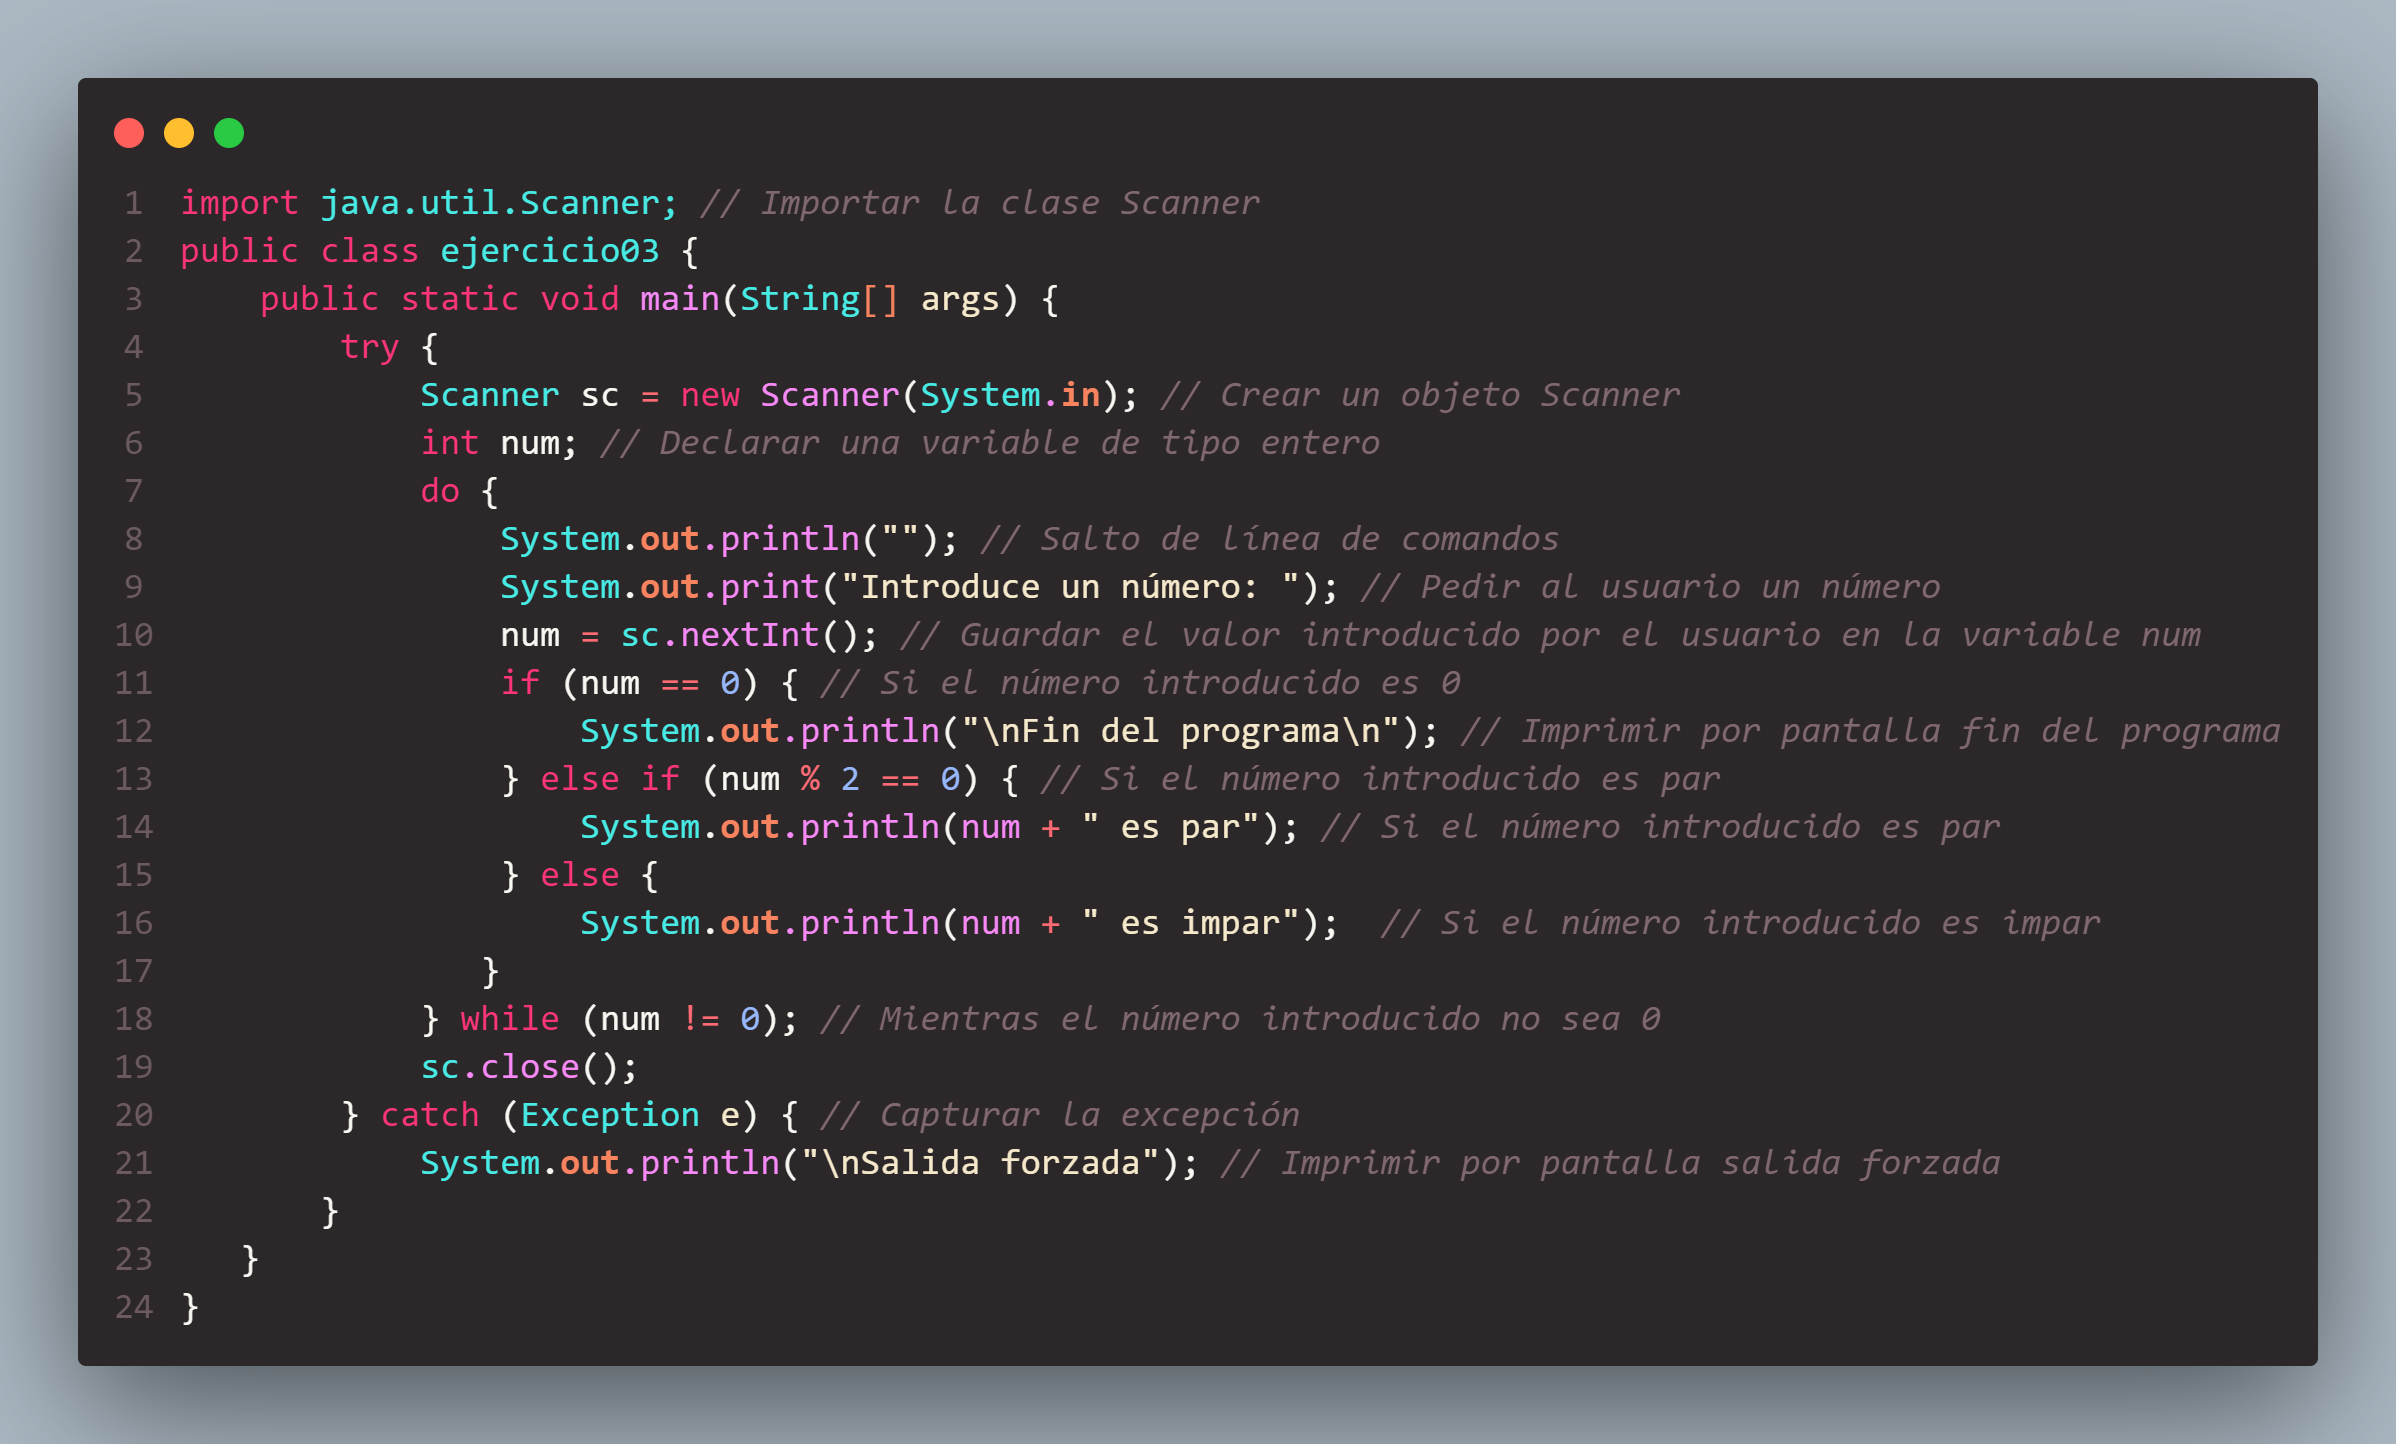 1 import java.util.Scanner; // Importar la clase Scanner
2 public class ejercicio03 {
3     public static void main(String[] args) {
4         try {
5             Scanner sc = new Scanner(System.in); // Crear un objeto Scanner
6             int num; // Declarar una variable de tipo entero
7             do {
8                 System.out.println(""); // Salto de línea de comandos
9                 System.out.print("Introduce un número: "); // Pedir al usuario un número
10                 num = sc.nextInt(); // Guardar el valor introducido por el usuario en la variable num
11                 if (num == 0) { // Si el número introducido es 0
12                     System.out.println("\nFin del programa\n"); // Imprimir por pantalla fin del programa
13                 } else if (num % 2 == 0) { // Si el número introducido es par
14                     System.out.println(num + " es par"); // Si el número introducido es par
15                 } else {
16                     System.out.println(num + " es impar");  // Si el número introducido es impar
17                }
18             } while (num != 0); // Mientras el número introducido no sea 0
19             sc.close();
20         } catch (Exception e) { // Capturar la excepción
21             System.out.println("\nSalida forzada"); // Imprimir por pantalla salida forzada
22        }
23    }
24 }